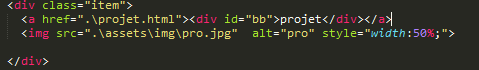 <div class="item">
<a href=".\projet.html"><div id="bb">projet</div></a>
<img src=".\assets\img\pro.jpg"  alt="pro" style="width:50%;">
</div>